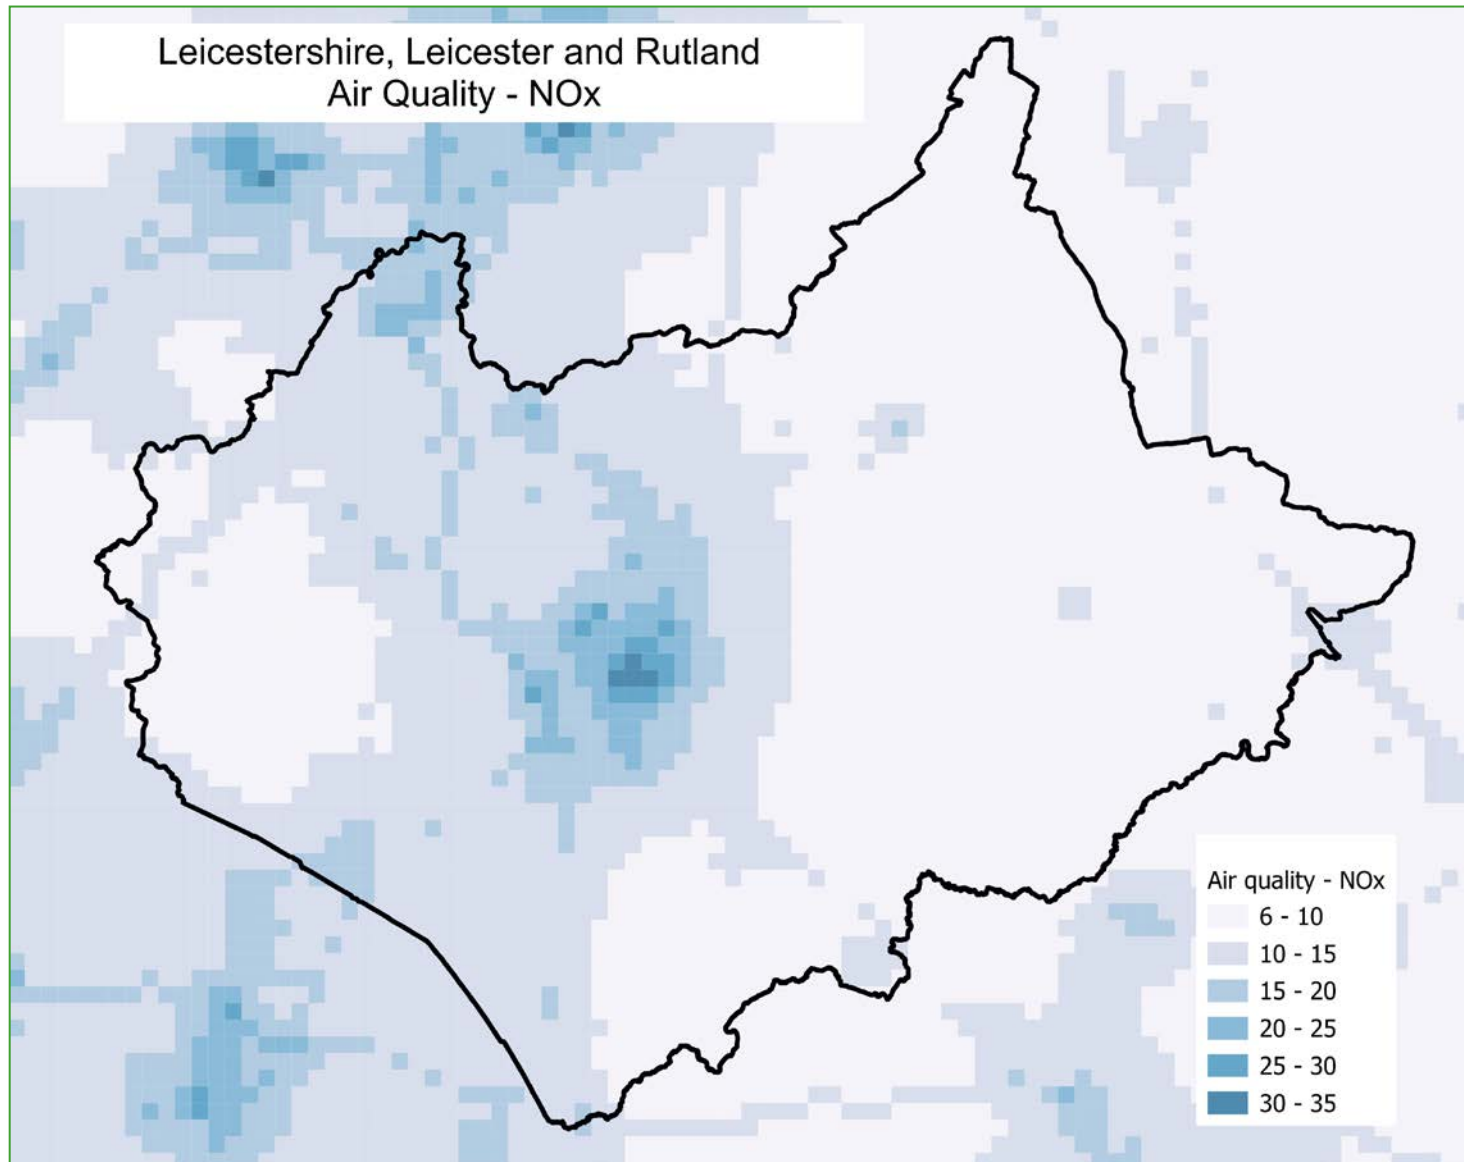 Leicestershire, Leicester and Rutland
Air Quality - NOx
Air quality - NOx
6 - 10
10 - 15
15 - 20
20 - 25
25 - 30
30 - 35